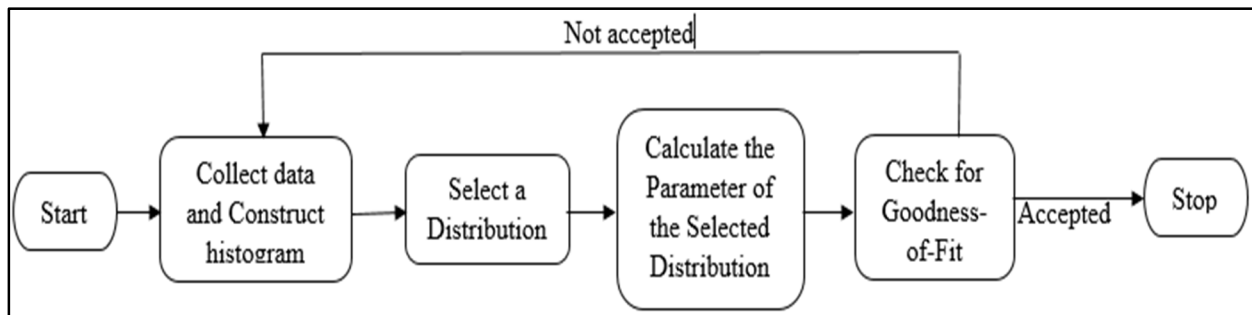 Not accepted
Start
Collect data
and Construct
histogram
Select a
Distribution
Calculate the
Parameter of
the Selected
Distribution
Check for
Goodness-
of-Fit
Accepted
Stop